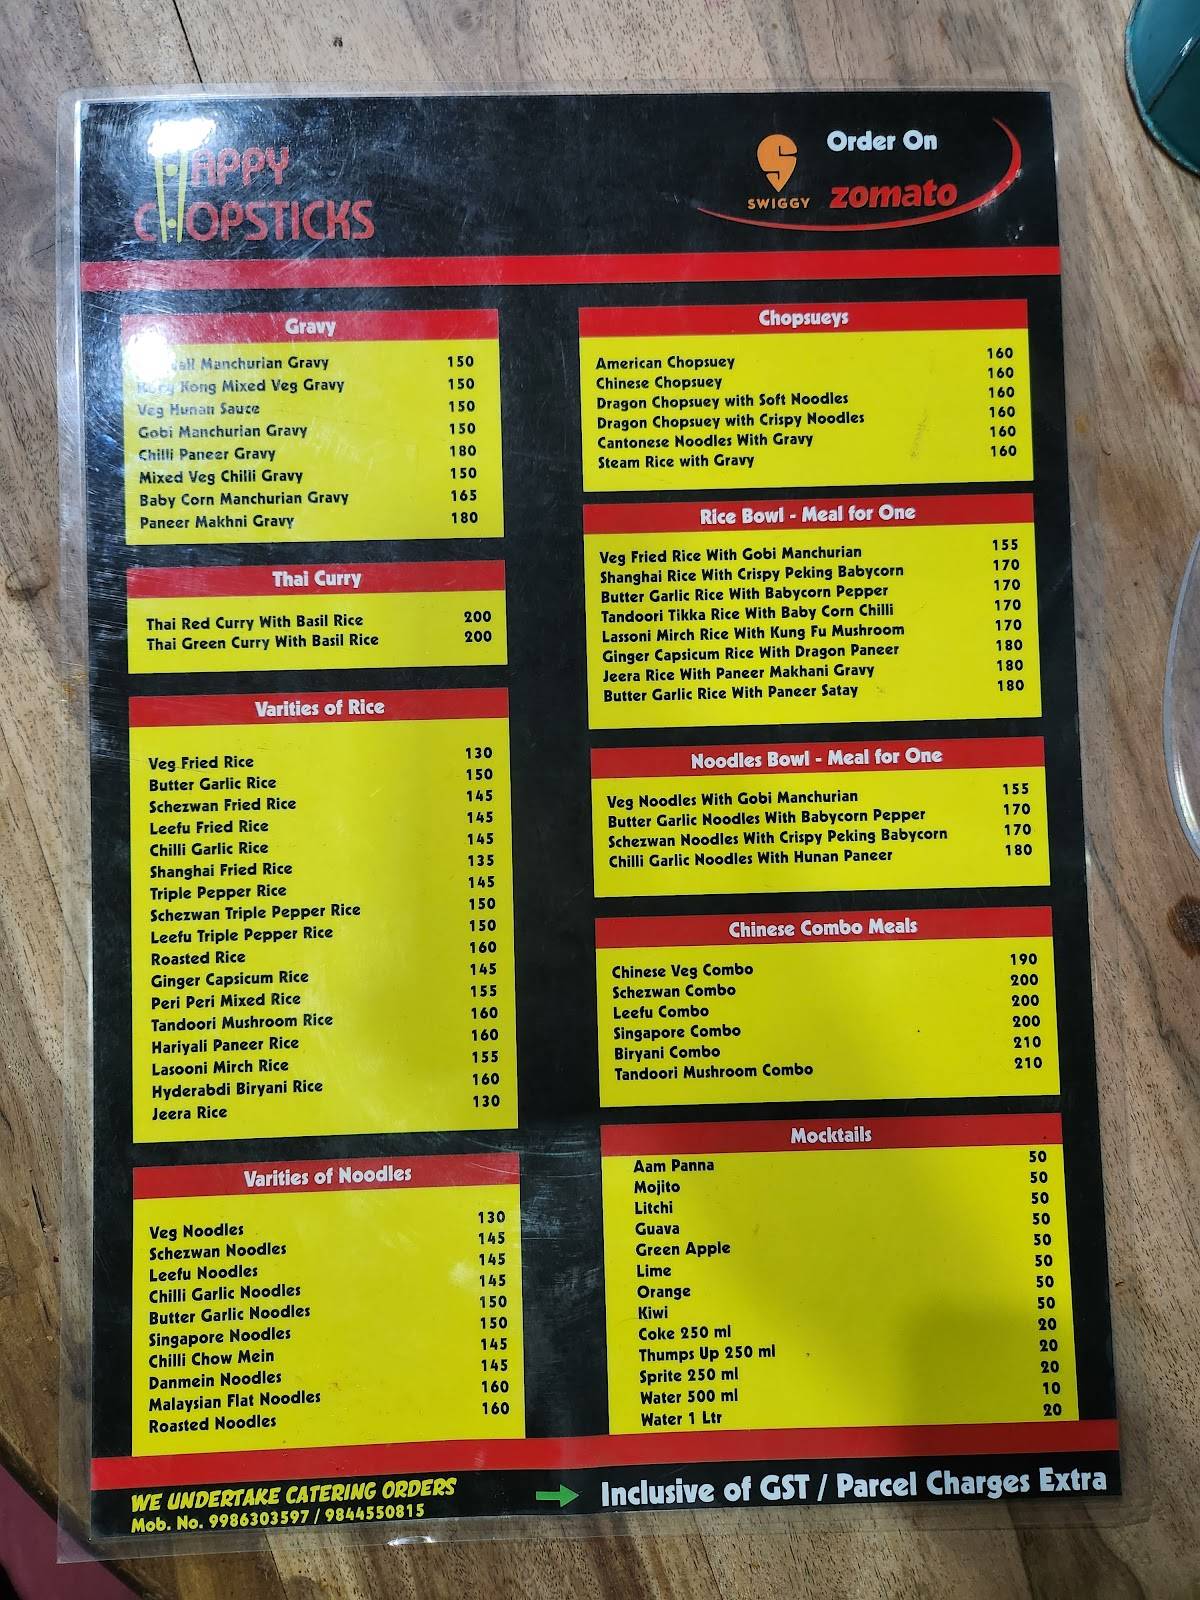 HAPPY
CHOPSTICKS
Order On
SWIGGY
zomato
Gravy
Manchurian Gravy 150
Kong Mixed Veg Gravy 150
Veg Hunan Sauce 150
Gobi Manchurian Gravy 150
Chilli Paneer Gravy 180
Mixed Veg Chilli Gravy 150
Baby Corn Manchurian Gravy 165
Paneer Makhni Gravy 180
Thai Curry
Thai Red Curry With Basil Rice 200
Thai Green Curry With Basil Rice 200
Varities of Rice
Veg Fried Rice 130
Butter Garlic Rice 150
Schezwan Fried Rice 145
Leefu Fried Rice 145
Chilli Garlic Rice 145
Shanghai Fried Rice 135
Triple Pepper Rice 145
Schezwan Triple Pepper Rice 150
Leefu Triple Pepper Rice 150
Roasted Rice 160
Ginger Capsicum Rice 145
Peri Peri Mixed Rice 155
Tandoori Mushroom Rice 160
Hariyali Paneer Rice 160
Lasooni Mirch Rice 155
Hyderabdi Biryani Rice 160
Jeera Rice 130
Varities of Noodles
Veg Noodles 130
Schezwan Noodles 145
Leefu Noodles 145
Chilli Garlic Noodles 145
Butter Garlic Noodles 150
Singapore Noodles 150
Chilli Chow Mein 145
Danmein Noodles 145
Malaysian Flat Noodles 160
Roasted Noodles 160
Chopsueys
American Chopsuey 160
Chinese Chopsuey 160
Dragon Chopsuey with Soft Noodles 160
Dragon Chopsuey with Crispy Noodles 160
Cantonese Noodles With Gravy 160
Steam Rice with Gravy 160
Rice Bowl - Meal for One
Veg Fried Rice With Gobi Manchurian 155
Shanghai Rice With Crispy Peking Babycorn 170
Butter Garlic Rice With Babycorn Pepper 170
Tandoori Tikka Rice With Baby Corn Chilli 170
Lassoni Mirch Rice With Kung Fu Mushroom 170
Ginger Capsicum Rice With Dragon Paneer 180
Jeera Rice With Paneer Makhani Gravy 180
Butter Garlic Rice With Paneer Satay 180
Noodles Bowl - Meal for One
Veg Noodles With Gobi Manchurian 155
Butter Garlic Noodles With Babycorn Pepper 170
Schezwan Noodles With Crispy Peking Babycorn 170
Chilli Garlic Noodles With Hunan Paneer 180
Chinese Combo Meals
Chinese Veg Combo 190
Schezwan Combo 200
Leefu Combo 200
Singapore Combo 200
Biryani Combo 210
Tandoori Mushroom Combo 210
Mocktails
Aam Panna 50
Mojito 50
Litchi 50
Guava 50
Green Apple 50
Lime 50
Orange 50
Kiwi 50
Coke 250 ml 20
Thumps Up 250 ml 20
Sprite 250 ml 20
Water 500 ml 10
Water 1 Ltr 20
WE UNDERTAKE CATERING ORDERS
Mob. No. 9986303597 / 9844550815
Inclusive of GST / Parcel Charges Extra